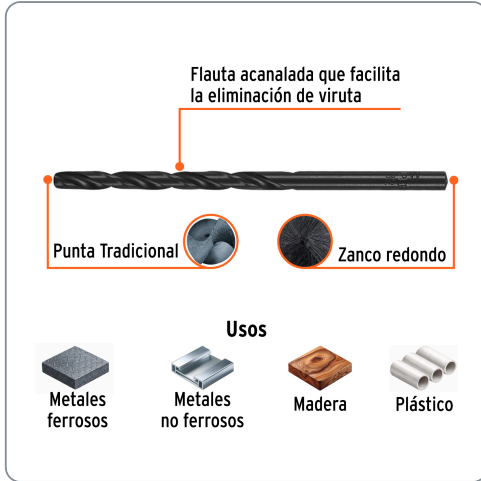 Flauta acanalada que facilita
la eliminación de viruta
Punta Tradicional
Zanco redondo
Usos
Metales
ferrosos
Metales
no ferrosos
Madera
Plástico